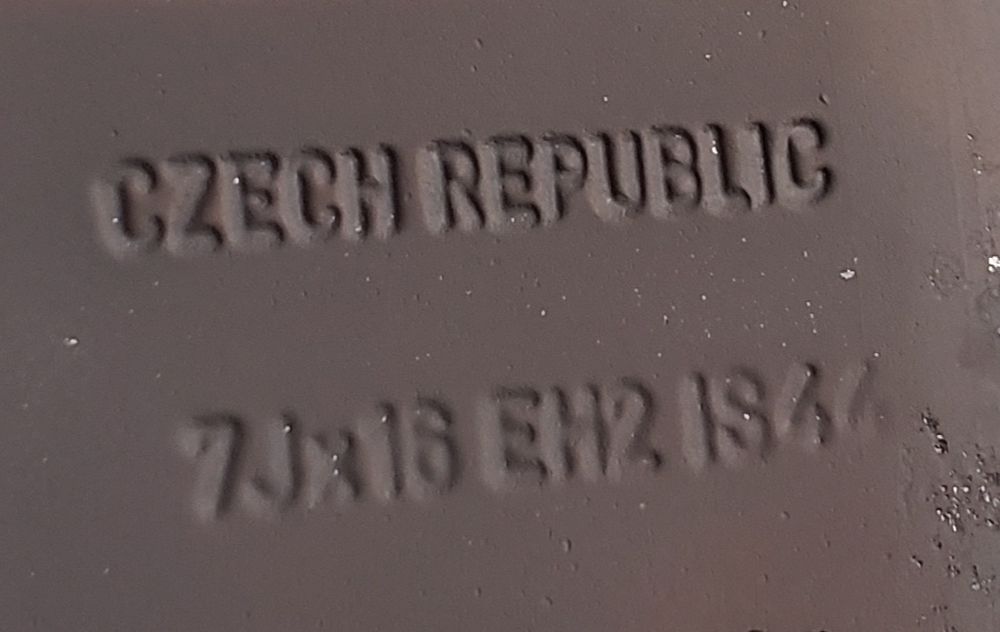 CZECH REPUBLIC
7Jx16 EH2 IS44